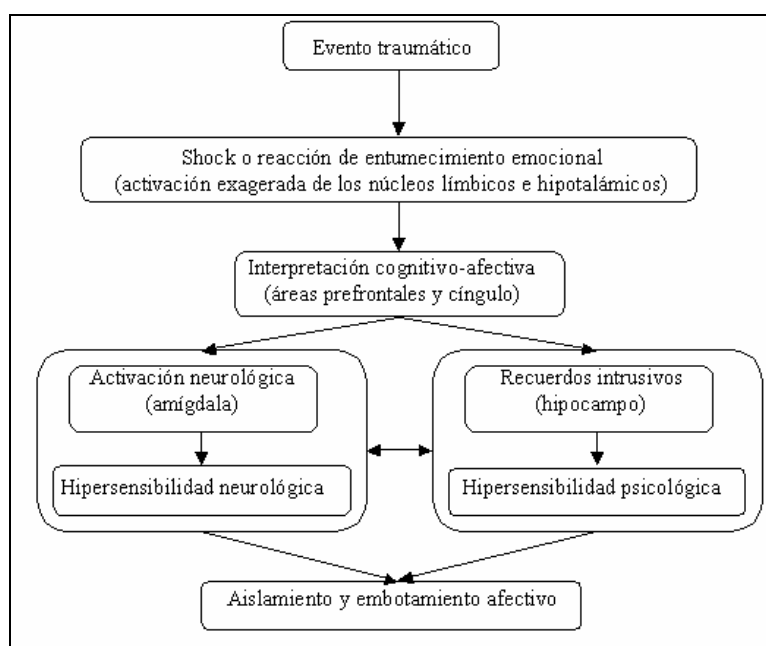 Evento traumático
Shock o reacción de entumecimiento emocional
(activación exagerada de los núcleos límbicos e hipotalámicos)
Interpretación cognitivo-afectiva
(áreas prefrontales y cíngulo)
Activación neurológica
(amígdala)
Hipersensibilidad neurológica
Recuerdos intrusivos
(hipocampo)
Hipersensibilidad psicológica
Aislamiento y embotamiento afectivo